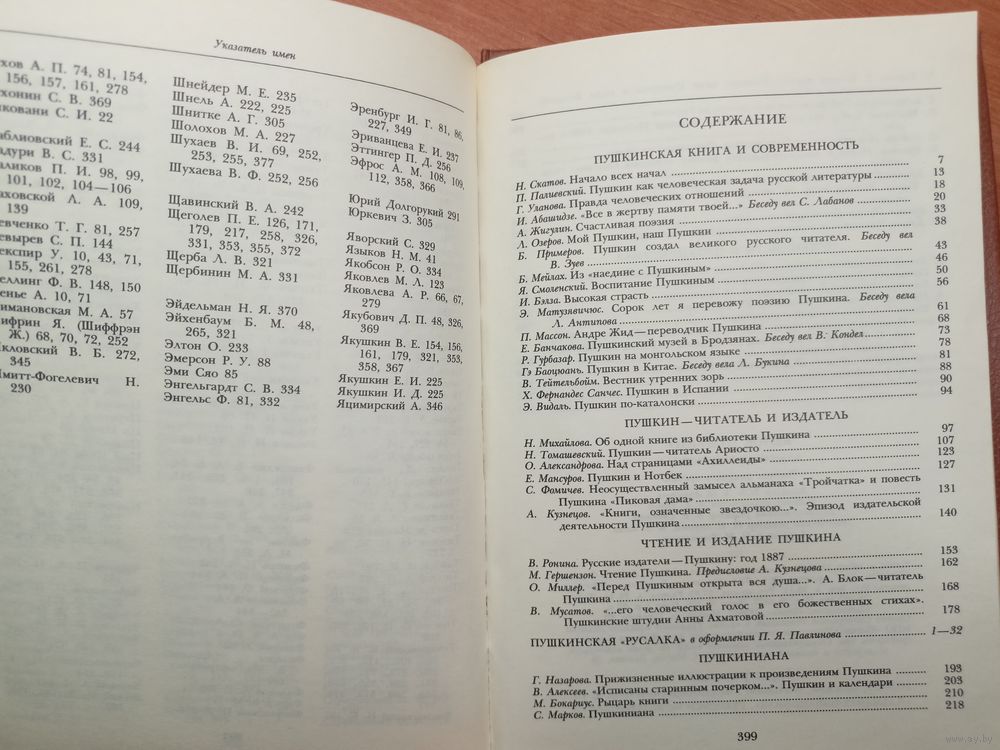 Указатель имен
А. П. 74, 81, 154,
156, 157, 161, 278
С. В. 369
С. И. 22
Е. С. 244
В. С. 331
П. И. 98, 99,
101, 102, 104—106
Л. А. 109,
139
Т. Г. 81, 257
С. П. 144
У. 10, 43, 71,
155, 261, 278
Ф. В. 148, 150
А. 10, 71
М. А. 57
Я. (Шиффрэн
Ж.) 68, 70, 72, 252
В. Б. 272,
345
Н.
230
Шнейдер М. Е. 235
Шнель А. 222, 225
Шнитке А. Г. 305
Шолохов М. А. 227
Шухаев В. И. 69, 252,
253, 255, 377
Шухаева В. Ф. 252, 256
Щавинский В. А. 242
Щеголев П. Е. 126, 171,
179, 217, 258, 326,
331, 353, 355, 372
Щерба Л. В. 321
Щербинин М. А. 331
Эйдельман Н. Я. 370
Эйхенбаум Б. М. 48,
265, 321
Элтон О. 233
Эмерсон Р. У. 88
Эми Сяо 85
Энгельгардт С. В. 334
Энгельс Ф. 81, 332
Эренбург И. Г. 81, 86,
227, 349
Эриванцева Е. И. 237
Эттингер П. Д. 256
Эфрос А. М. 108, 109,
112, 358, 366
Юрий Долгорукий 291
Юркевич З. 305
Яворский С. 329
Языков Н. М. 41
Якобсон Р. О. 334
Яковлев М. Л. 123
Яковлева А. Р. 66, 67,
279
Якубович Д. П. 48, 326,
369
Якушкин В. Е. 154, 156,
161, 179, 321, 353,
358, 367
Якушкин Е. И. 225
Якушкин И. Д. 225
Яцимирский А. 346
СОДЕРЖАНИЕ
ПУШКИНСКАЯ КНИГА И СОВРЕМЕННОСТЬ
Н. Скатов. Начало всех начал 7
П. Палиевский. Пушкин как человеческая задача русской литературы 13
Г. Уланова. Правда человеческих отношений 18
И. Абашидзе. «Все в жертву памяти твоей...» Беседу вел С. Лабанов 20
А. Жигулин. Счастливая поэзия 33
Л. Озеров. Мой Пушкин, наш Пушкин 38
Б. Примеров. Пушкин создал великого русского читателя. Беседу вел
В. Зуев 43
Б. Мейлах. Из «наедине с Пушкиным» 46
Я. Смоленский. Воспитание Пушкиным 50
И. Бэлза. Высокая страсть 56
Э. Матузявичюс. Сорок лет я перевожу поэзию Пушкина. Беседу вела
Л. Антипова 61
П. Массон. Андре Жид — переводчик Пушкина 68
Е. Банчакова. Пушкинский музей в Бродзянах. Беседу вел В. Кондел 73
Р. Гурбазар. Пушкин на монгольском языке 78
Гэ Баоцюань. Пушкин в Китае. Беседу вела Л. Букина 81
В. Тейтельбойм. Вестник утренних зорь 88
Х. Фернандес Санчес. Пушкин в Испании 90
Э. Видаль. Пушкин по-каталонски 94
ПУШКИН — ЧИТАТЕЛЬ И ИЗДАТЕЛЬ
Н. Михайлова. Об одной книге из библиотеки Пушкина 97
Н. Томашевский. Пушкин — читатель Ариосто 107
О. Александрова. Над страницами «Ахиллеиды» 123
Е. Мансуров. Пушкин и Нотбек 127
С. Фомичев. Неосуществленный замысел альманаха «Тройчатка» и повесть
Пушкина «Пиковая дама» 131
А. Кузнецов. «Книги, означенные звездочкою...». Эпизод издательской
деятельности Пушкина 140
ЧТЕНИЕ И ИЗДАНИЕ ПУШКИНА
В. Ронина. Русские издатели — Пушкину: год 1887 153
М. Гершензон. Чтение Пушкина. Предисловие А. Кузнецова 162
О. Миллер. «Перед Пушкиным открыта вся душа...». А. Блок — читатель
Пушкина 168
В. Мусатов. «...его человеческий голос в его божественных стихах».
Пушкинские штудии Анны Ахматовой 178
ПУШКИНСКАЯ «РУСАЛКА» в оформлении П. Я. Павлинова 1—32
ПУШКИНИАНА
Г. Назарова. Прижизненные иллюстрации к произведениям Пушкина 193
В. Алексеев. «Исписаны старинным почерком...». Пушкин и календари 203
М. Бокариус. Рыцарь книги 210
С. Марков. Пушкиниана 218
399
www.ay.by